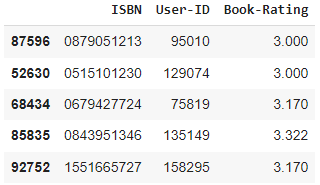 ISBN User-ID Book-Rating
87596 0879051213 95010 3.000
52630 0515101230 129074 3.000
68434 0679427724 75819 3.170
85835 0843951346 135149 3.322
92752 1551665727 158295 3.170